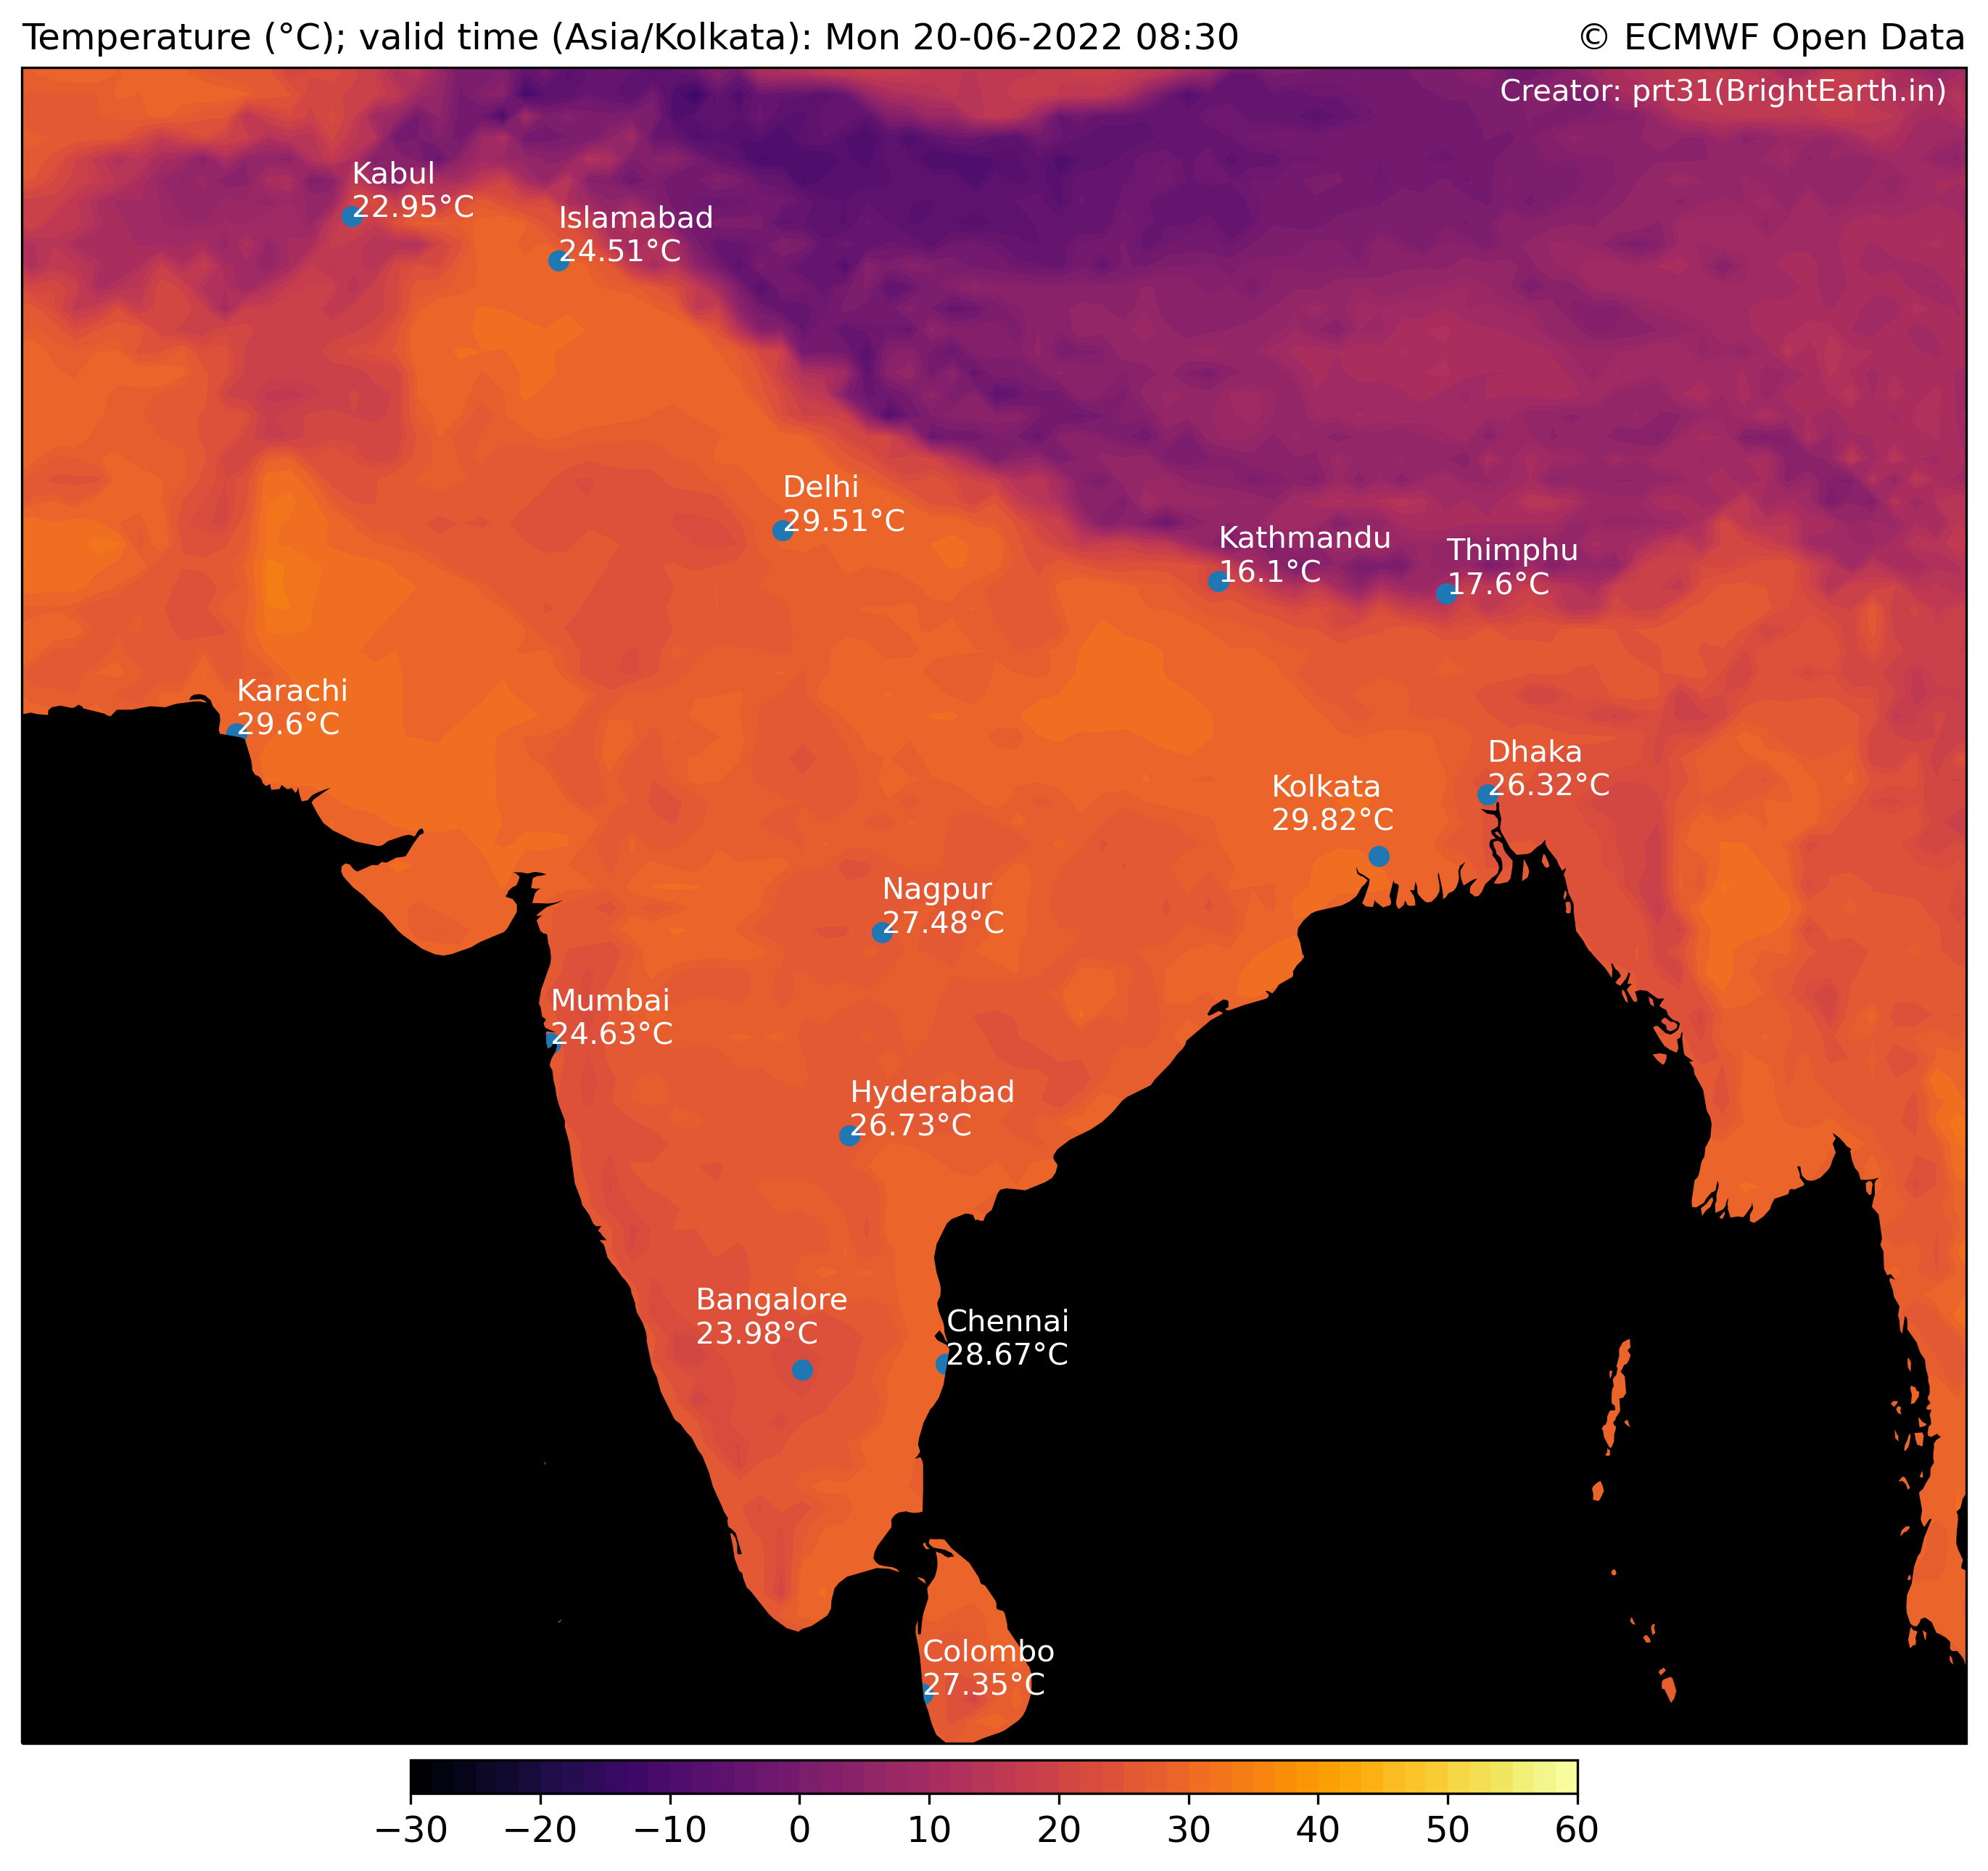 Temperature (°C); valid time (Asia/Kolkata): Mon 20-06-2022 08:30
© ECMWF Open Data
Creator: prt31(BrightEarth.in)
Kabul
22.95°C
Islamabad
24.51°C
Delhi
29.51°C
Kathmandu
16.1°C
Thimphu
17.6°C
Karachi
29.6°C
Dhaka
26.32°C
Kolkata
29.82°C
Nagpur
27.48°C
Mumbai
24.63°C
Hyderabad
26.73°C
Bangalore
23.98°C
Chennai
28.67°C
Colombo
27.35°C
−30 −20 −10 0 10 20 30 40 50 60